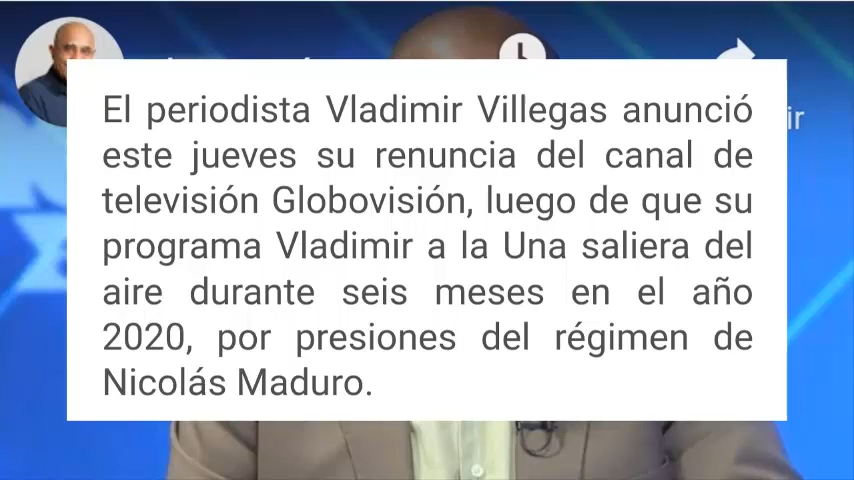 El periodista Vladimir Villegas anunció
este jueves su renuncia del canal de
televisión Globovisión, luego de que su
programa Vladimir a la Una saliera del
aire durante seis meses en el año
2020, por presiones del régimen de
Nicolás Maduro.